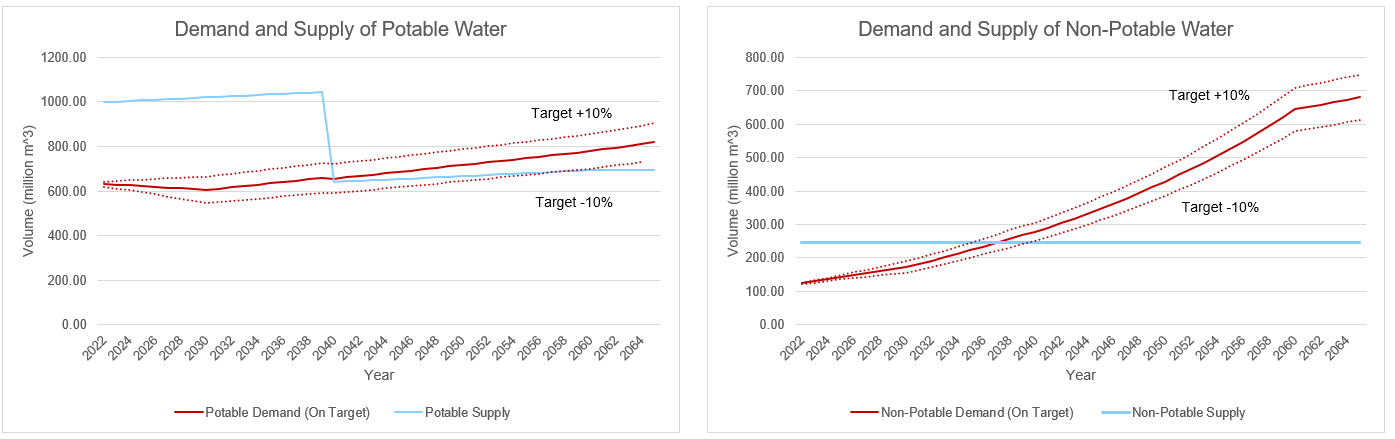 Demand and Supply of Potable Water
1200.00
1000.00
800.00
600.00
400.00
200.00
0.00
Volume (million m^3)
Target +10%
Target -10%
2022 2024 2026 2028 2030 2032 2034 2036 2038 2040 2042 2044 2046 2048 2050 2052 2054 2056 2058 2060 2062 2064
Year
Potable Demand (On Target) Potable Supply
Demand and Supply of Non-Potable Water
800.00
700.00
600.00
500.00
400.00
300.00
200.00
100.00
0.00
Volume (million m^3)
Target +10%
Target -10%
2022 2024 2026 2028 2030 2032 2034 2036 2038 2040 2042 2044 2046 2048 2050 2052 2054 2056 2058 2060 2062 2064
Year
Non-Potable Demand (On Target) Non-Potable Supply